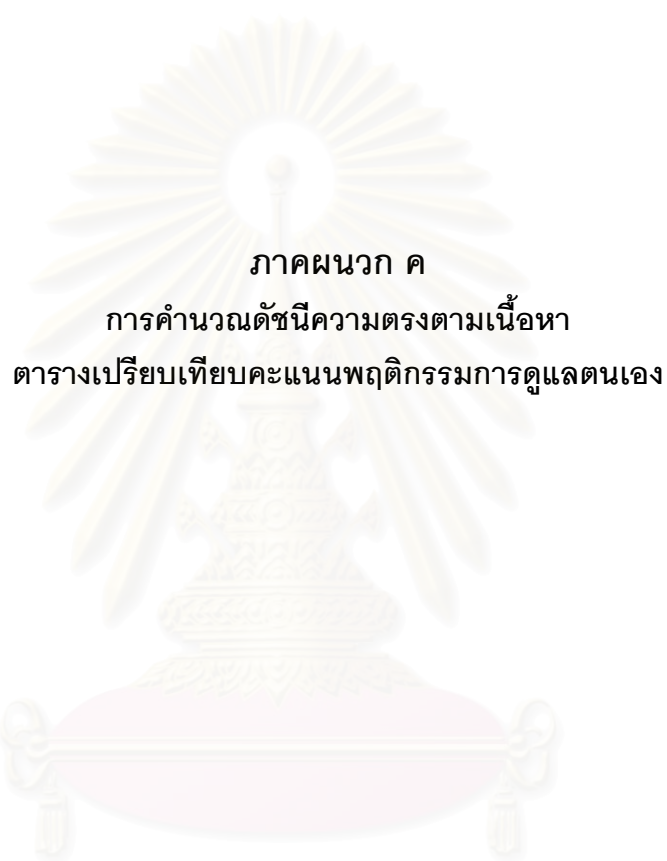 ภาคผนวก ค
การคำนวณดัชนีความตรงตามเนื้อหา
ตารางเปรียบเทียบคะแนนพฤติกรรมการดูแลตนเอง